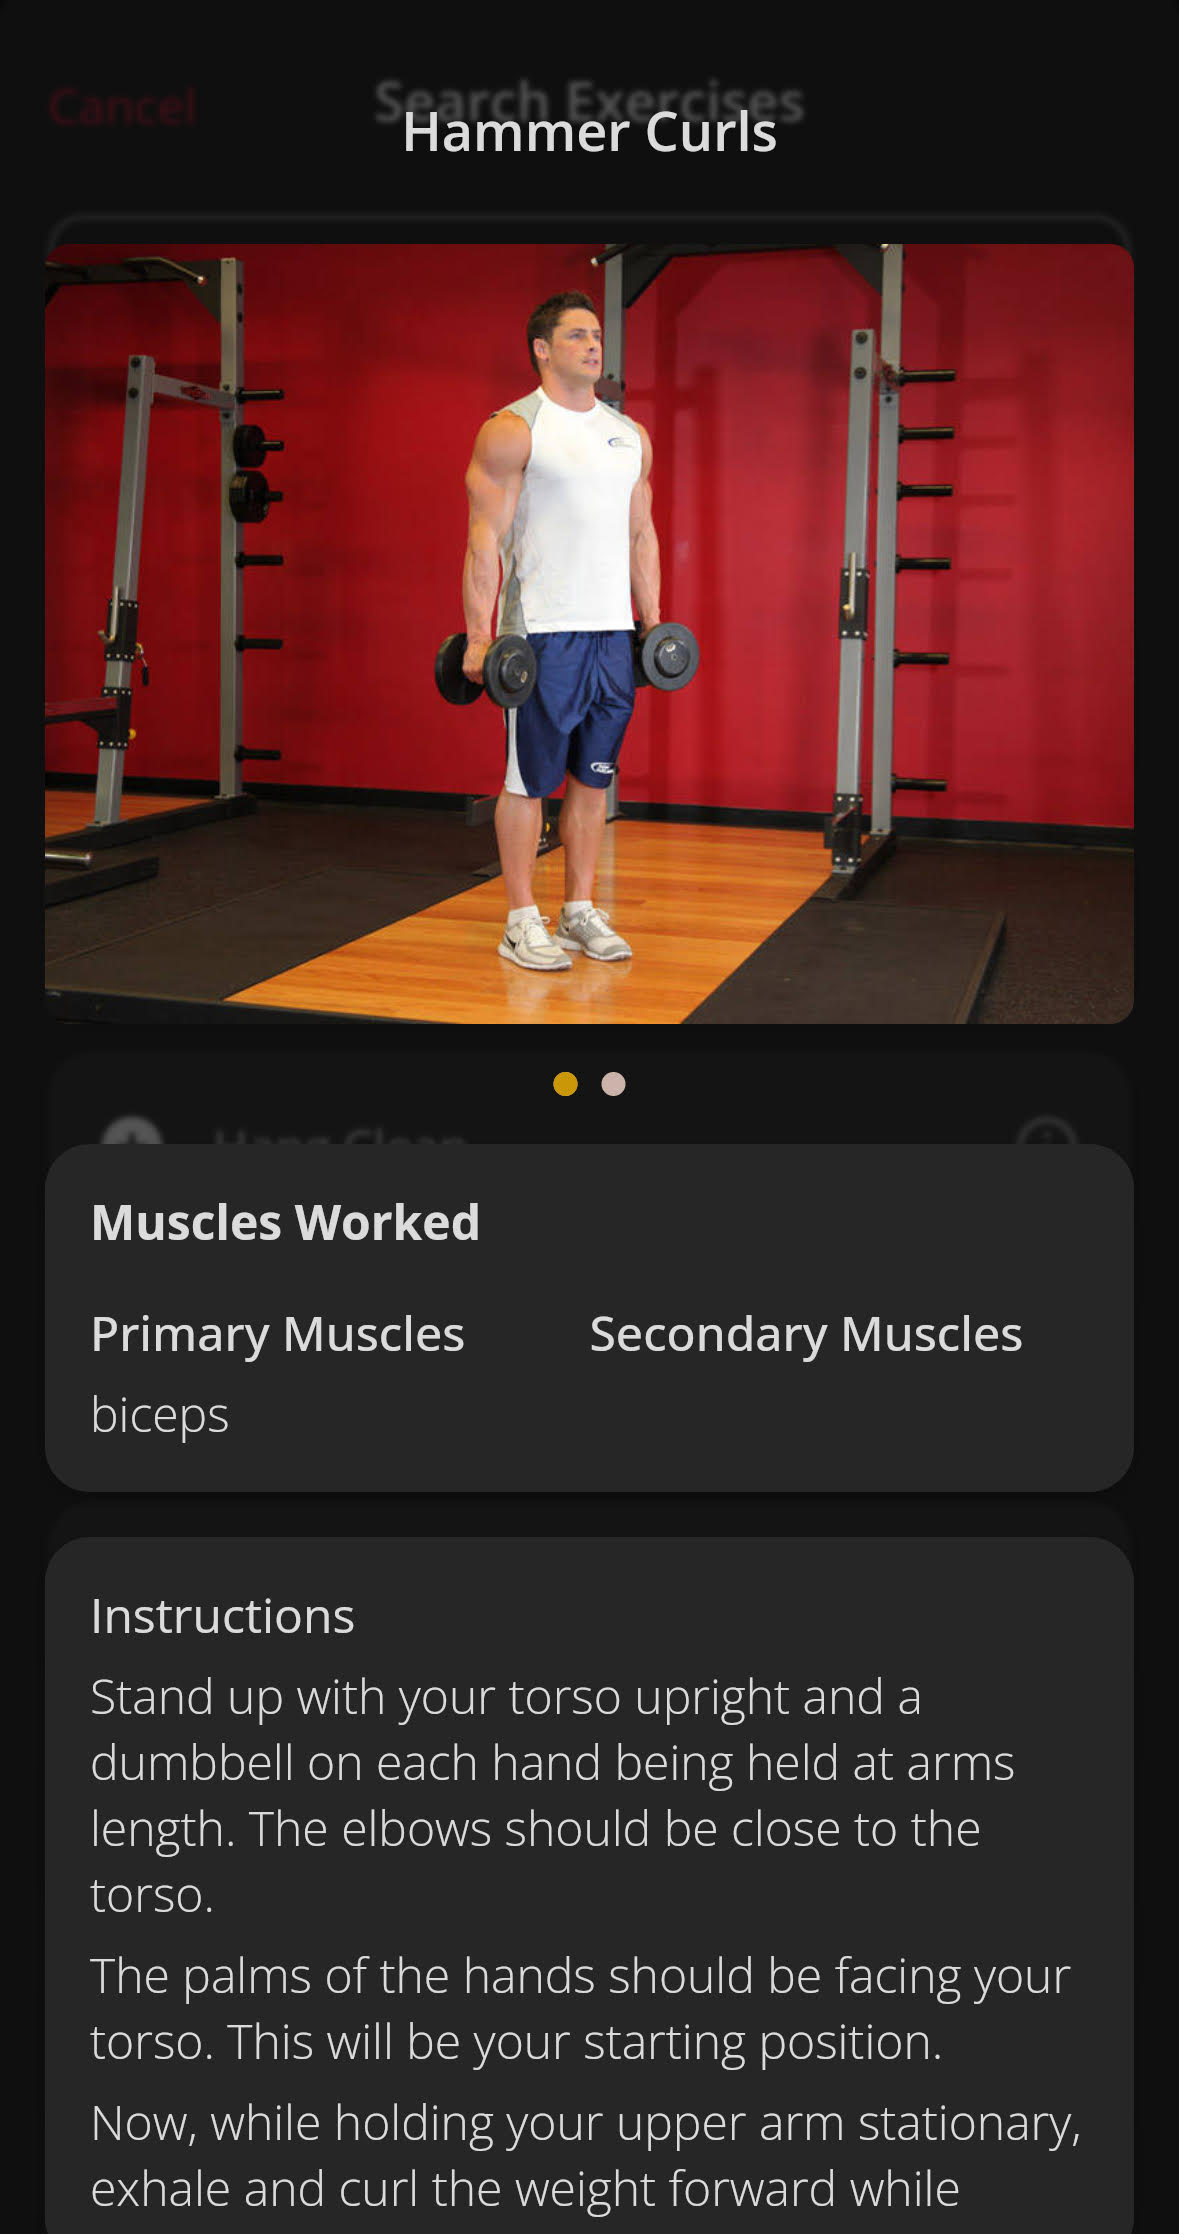 Cancel
Search Exercises
Hammer Curls
Hang Clean
Muscles Worked
Primary Muscles
Secondary Muscles
biceps
Instructions
Stand up with your torso upright and a
dumbbell on each hand being held at arms
length. The elbows should be close to the
torso.
The palms of the hands should be facing your
torso. This will be your starting position.
Now, while holding your upper arm stationary,
exhale and curl the weight forward while